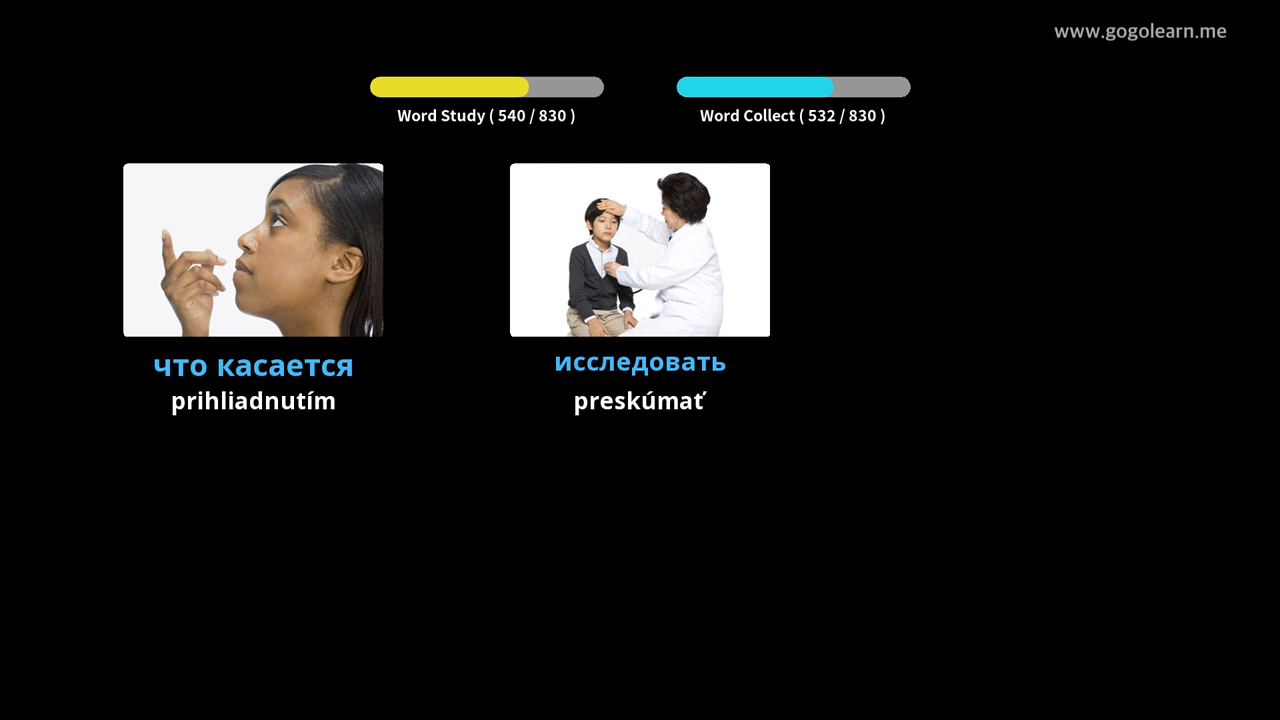 www.gogolearn.me
Word Study ( 540 / 830 )
Word Collect ( 532 / 830 )
что касается
prihliadnutím
исследовать
preskúmať